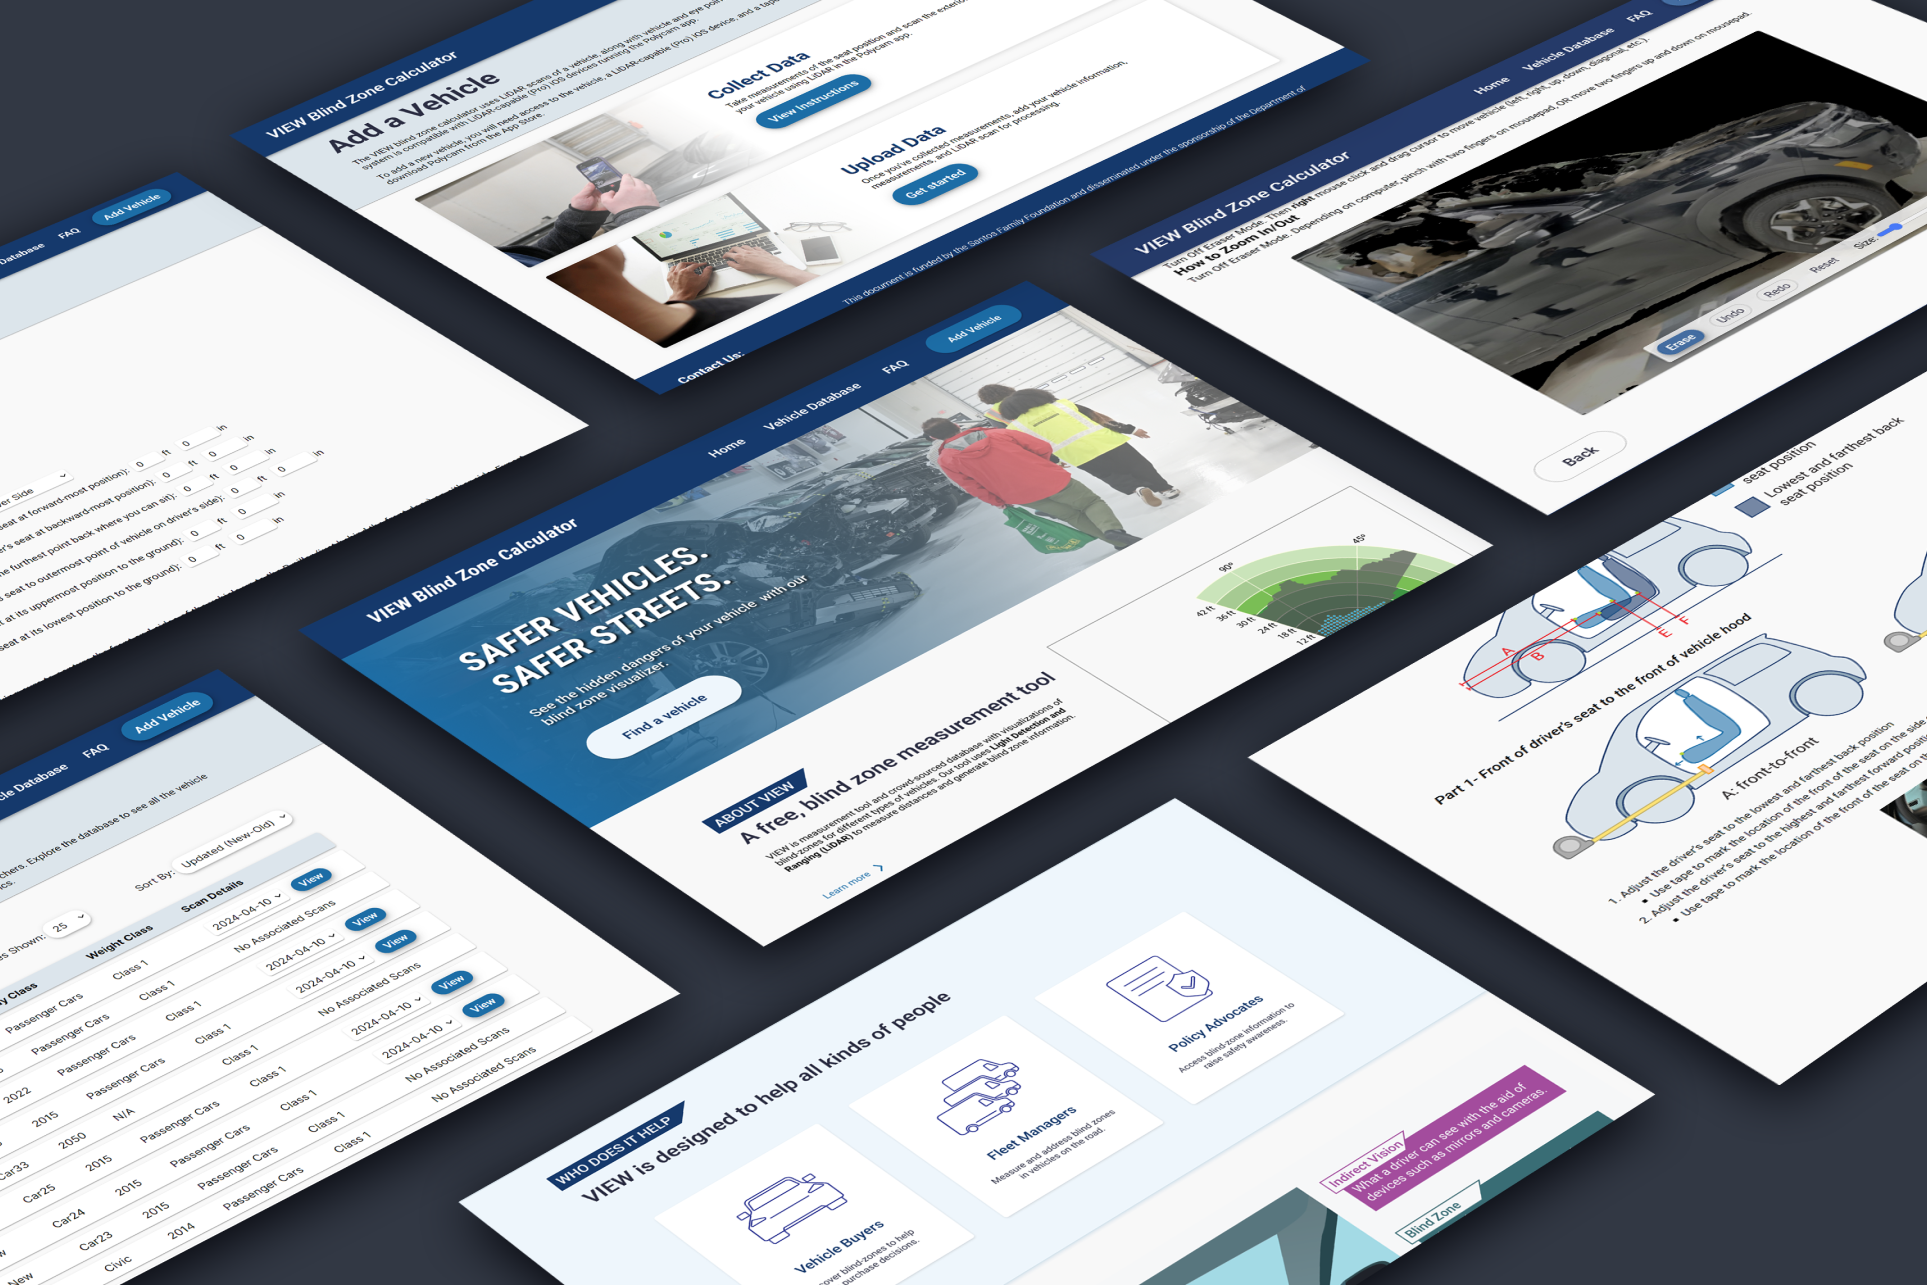 VIEW Blind Zone Calculator
Add a Vehicle
The VIEW blind zone calculator uses LiDAR scans of a vehicle, along with vehicle and eye point
system is compatible with LiDAR-capable (Pro) iOS devices running the Polycam app.
To add a new vehicle, you will need access to the vehicle, a LiDAR-capable (Pro) iOS device, and a tape
download Polycam from the App Store.
Collect Data
Take measurements of the seat position and scan the exterior
your vehicle using LiDAR in the Polycam app.
View Instructions
Upload Data
Once you've collected measurements, add your vehicle information,
measurements, and LiDAR scan for processing.
Get started
This document is funded by the Santos Family Foundation and disseminated under the sponsorship of the Department of
Contact Us:
Home
Vehicle Database
FAQ
VIEW Blind Zone Calculator
Turn Off Eraser Mode. Then right mouse click and drag cursor to move vehicle (left, right, up, down, diagonal, etc.).
How to Zoom In/Out
Turn Off Eraser Mode. Depending on computer, pinch with two fingers on mousepad, OR move two fingers up and down on mousepad.
Erase
Undo
Redo
Reset
Size:
Back
Database
FAQ
Add Vehicle
er Side
seat at forward-most position): 0 ft 0 in
er's seat at backward-most position): 0 ft 0 in
he furthest point back where you can sit): 0 ft 0 in
s seat to outermost point of vehicle on driver's side): 0 ft 0 in
t at its uppermost position to the ground): 0 ft 0 in
seat at its lowest position to the ground): 0 ft 0 in
VIEW Blind Zone Calculator
Home
Vehicle Database
FAQ
Add Vehicle
SAFER VEHICLES.
SAFER STREETS.
See the hidden dangers of your vehicle with our
blind zone visualizer.
Find a vehicle
ABOUT VIEW
A free, blind zone measurement tool
VIEW is measurement tool and crowd-sourced database with visualizations of
blind-zones for different types of vehicles. Our tool uses Light Detection and
Ranging (LiDAR) to measure distances and generate blind zone information.
Learn more
90°
45°
42 ft
36 ft
30 ft
24 ft
18 ft
12 ft
seat position
Lowest and farthest back
seat position
A
B
E
F
Part 1- Front of driver's seat to the front of vehicle hood
A: front-to-front
1. Adjust the driver's seat to the lowest and farthest back position
Use tape to mark the location of the front of the seat on the side
2. Adjust the driver's seat to the highest and farthest forward position
Use tape to mark the location of the front of the seat on the
le Database
FAQ
Add Vehicle
chers. Explore the database to see all the vehicle
cs.
Sort By:
Updated (New-Old)
es Shown:
25
y Class
Weight Class
Scan Details
Passenger Cars Class 1 2024-04-10 View
Passenger Cars Class 1 No Associated Scans
2022 Passenger Cars Class 1 2024-04-10 View
2015 Passenger Cars Class 1 2024-04-10 View
2050 N/A Class 1 No Associated Scans
Car33 2015 Passenger Cars Class 1 2024-04-10 View
Car25 2015 Passenger Cars Class 1 2024-04-10 View
Car24 2015 Passenger Cars Class 1 No Associated Scans
Car23 2014 Passenger Cars Class 1 No Associated Scans
New Civic
WHO DOES IT HELP
VIEW is designed to help all kinds of people
Vehicle Buyers
cover blind-zones to help
purchase decisions.
Fleet Managers
Measure and address blind zones
in vehicles on the road.
Policy Advocates
Access blind-zone information to
raise safety awareness.
Indirect Vision
What a driver can see with the aid of
devices such as mirrors and cameras.
Blind Zone